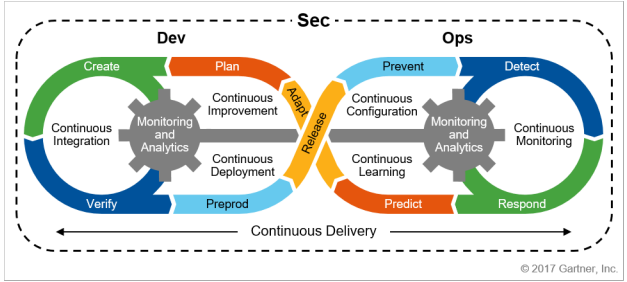 Sec
Dev
Ops
Create
Plan
Prevent
Detect
Adapt
Release
Continuous
Improvement
Continuous
Configuration
Continuous
Integration
Monitoring
and
Analytics
Monitoring
and
Analytics
Continuous
Monitoring
Continuous
Deployment
Continuous
Learning
Verify
Preprod
Predict
Respond
Continuous Delivery
© 2017 Gartner, Inc.